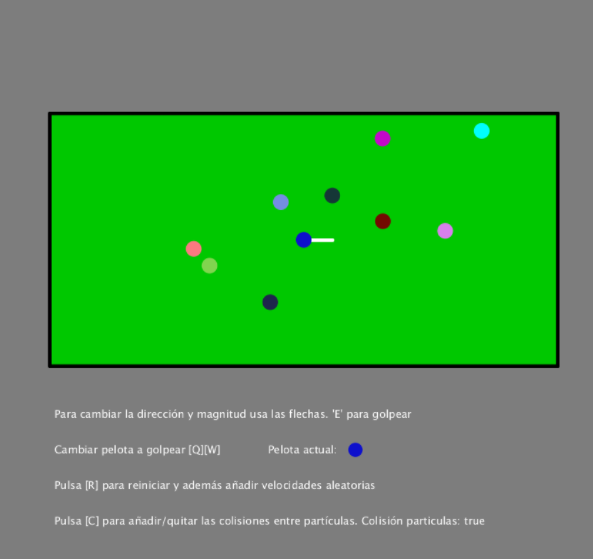 Para cambiar la dirección y magnitud usa las flechas. 'E' para golpear
Cambiar pelota a golpear [Q][W] Pelota actual:
Pulsa [R] para reiniciar y además añadir velocidades aleatorias
Pulsa [C] para añadir/quitar las colisiones entre partículas. Colisión particulas: true